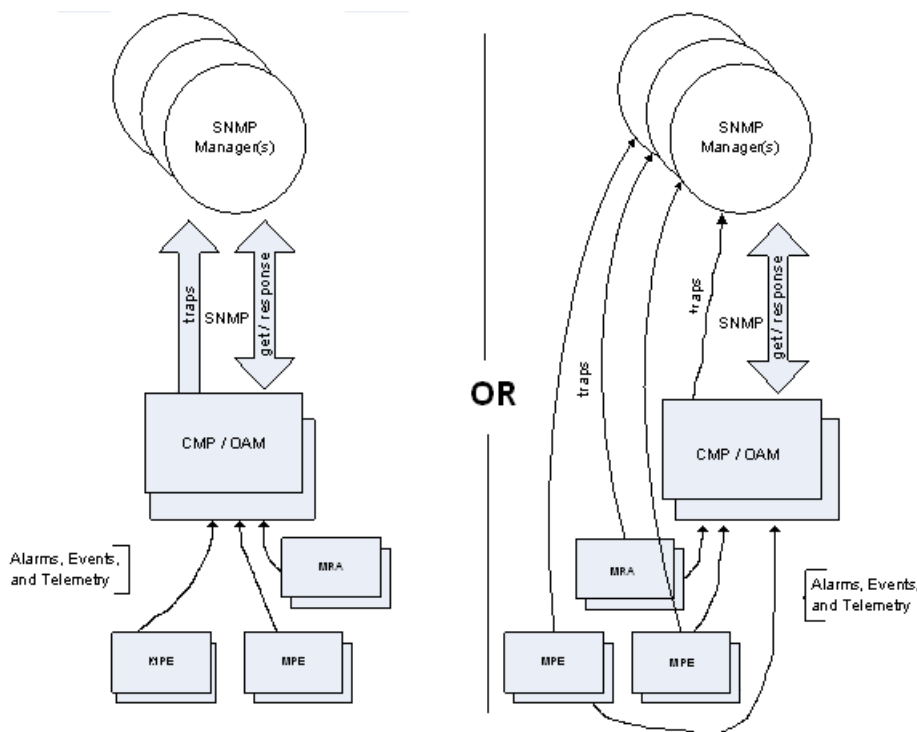 SNMP
Manager(s)
traps
SNMP
get / response
CMP / OAM
Alarms, Events,
and Telemetry
MRA
MPE
OR
SNMP
Manager(s)
traps
traps
SNMP
get / response
CMP / OAM
MRA
Alarms, Events,
and Telemetry
MPE
MPE